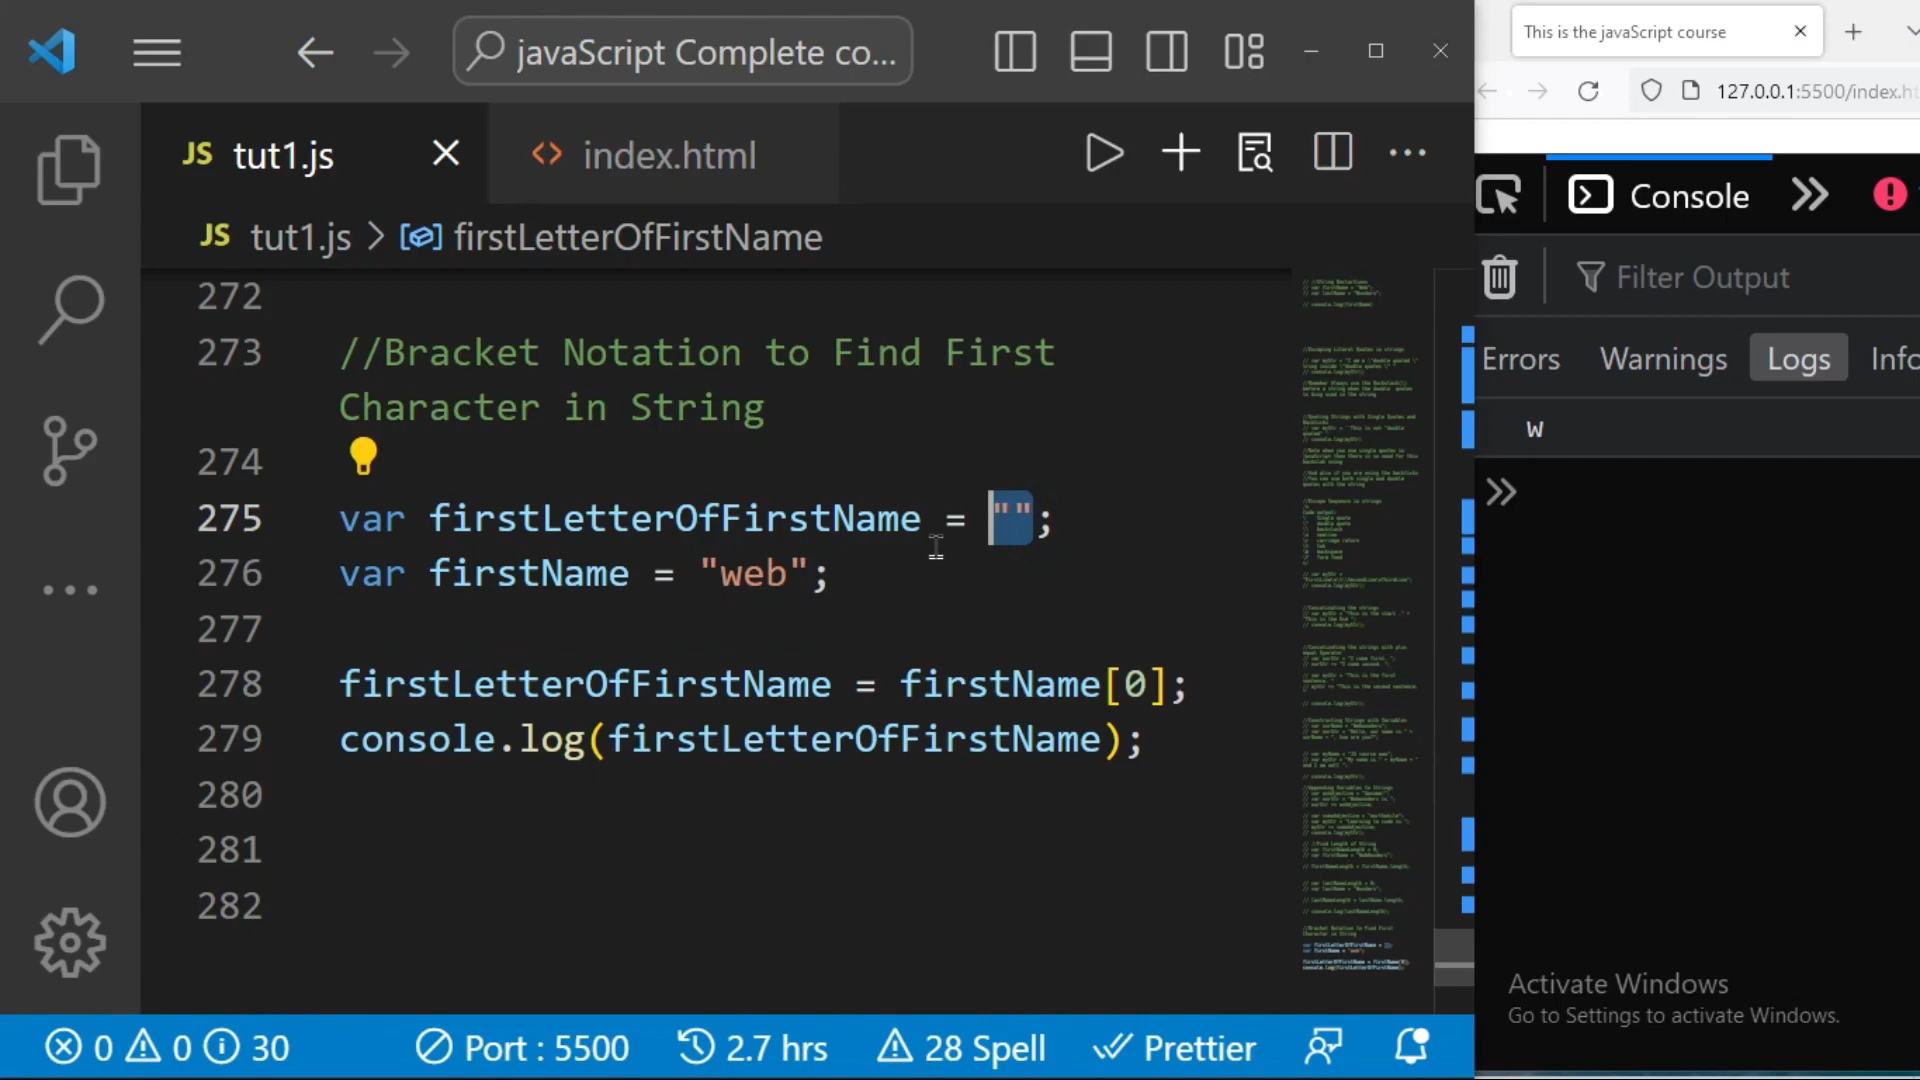 javaScript Complete co...
This is the javaScript course
127.0.0.1:5500/index.ht
JS tut1.js
<> index.html
Console
JS tut1.js > firstLetterOfFirstName
Filter Output
Errors Warnings Logs Info
w
272
273 //Bracket Notation to Find First
Character in String
274
275 var firstLetterOfFirstName = "";
276 var firstName = "web";
277
278 firstLetterOfFirstName = firstName[0];
279 console.log(firstLetterOfFirstName);
280
281
282
Activate Windows
Go to Settings to activate Windows.
0 0 30 Port : 5500 2.7 hrs 28 Spell Prettier